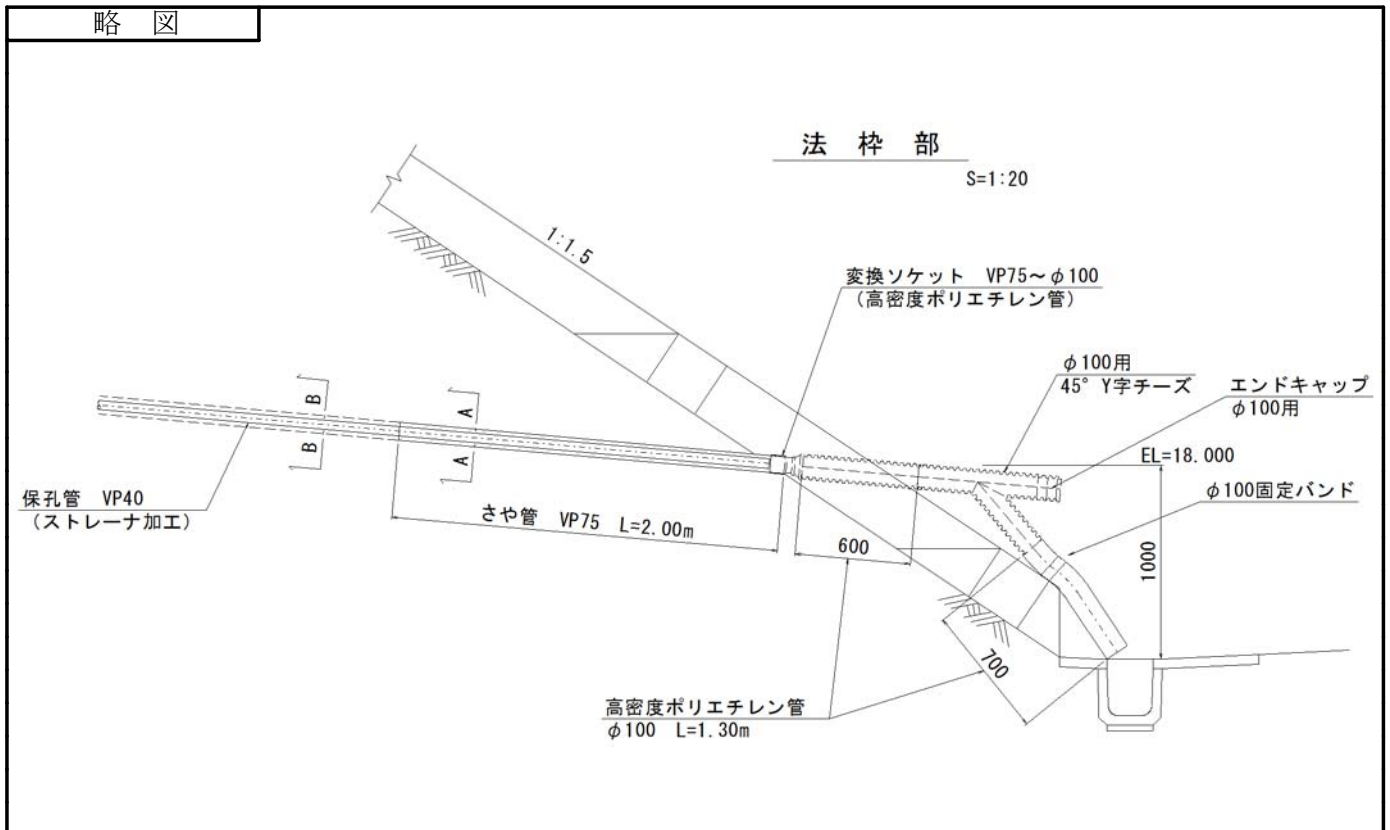 略 図
法 枠 部
S=1:20
1:1.5
変換ソケット VP75～φ100
（高密度ポリエチレン管）
φ100用
45° Y字チーズ
エンドキャップ
φ100用
B
A
EL=18.000
B
A
φ100固定バンド
保孔管 VP40
（ストレーナ加工）
さや管 VP75 L=2.00m
600
1000
700
高密度ポリエチレン管
φ100 L=1.30m